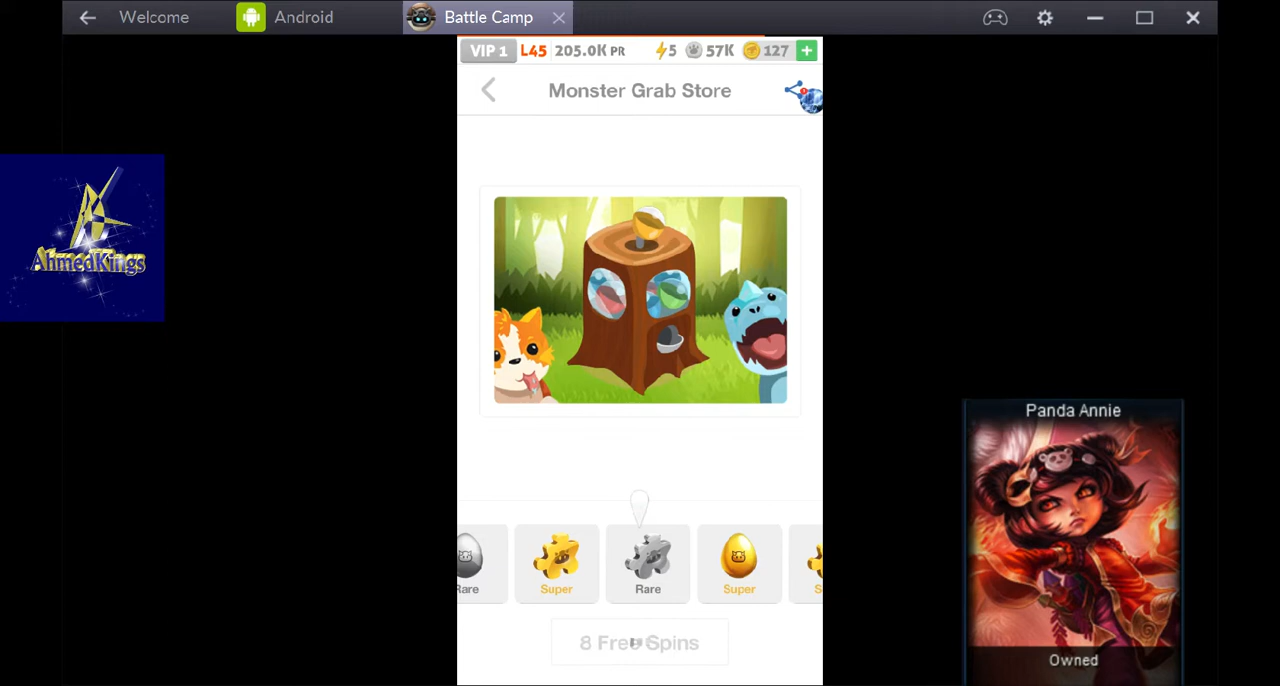 Welcome
Android
Battle Camp
VIP 1 L45 205.0K PR 5 57K 127 +
Monster Grab Store
AhmedKings
Panda Annie
Rare
Super
Rare
Super
8 Free Spins
Owned